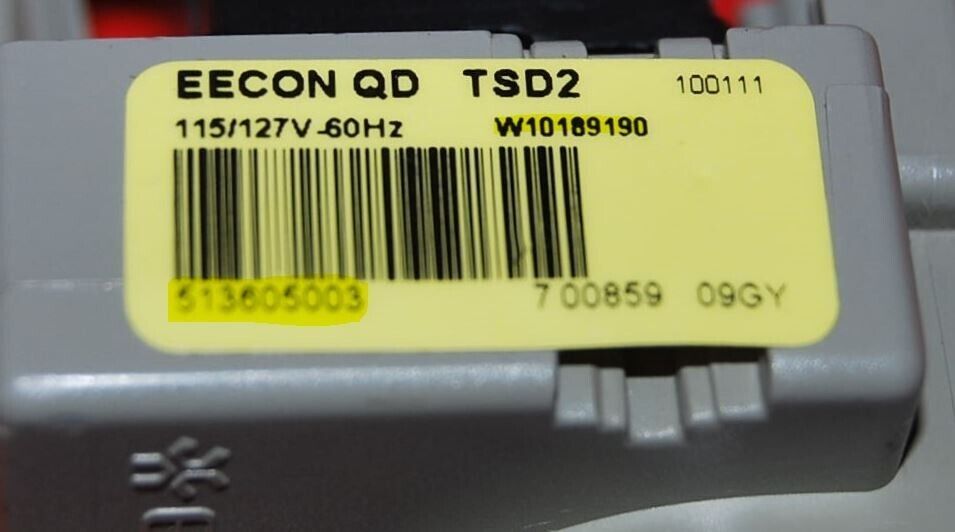 EECON QD TSD2 100111
115/127V-60Hz W10189190
513605003 7 00859 09GY